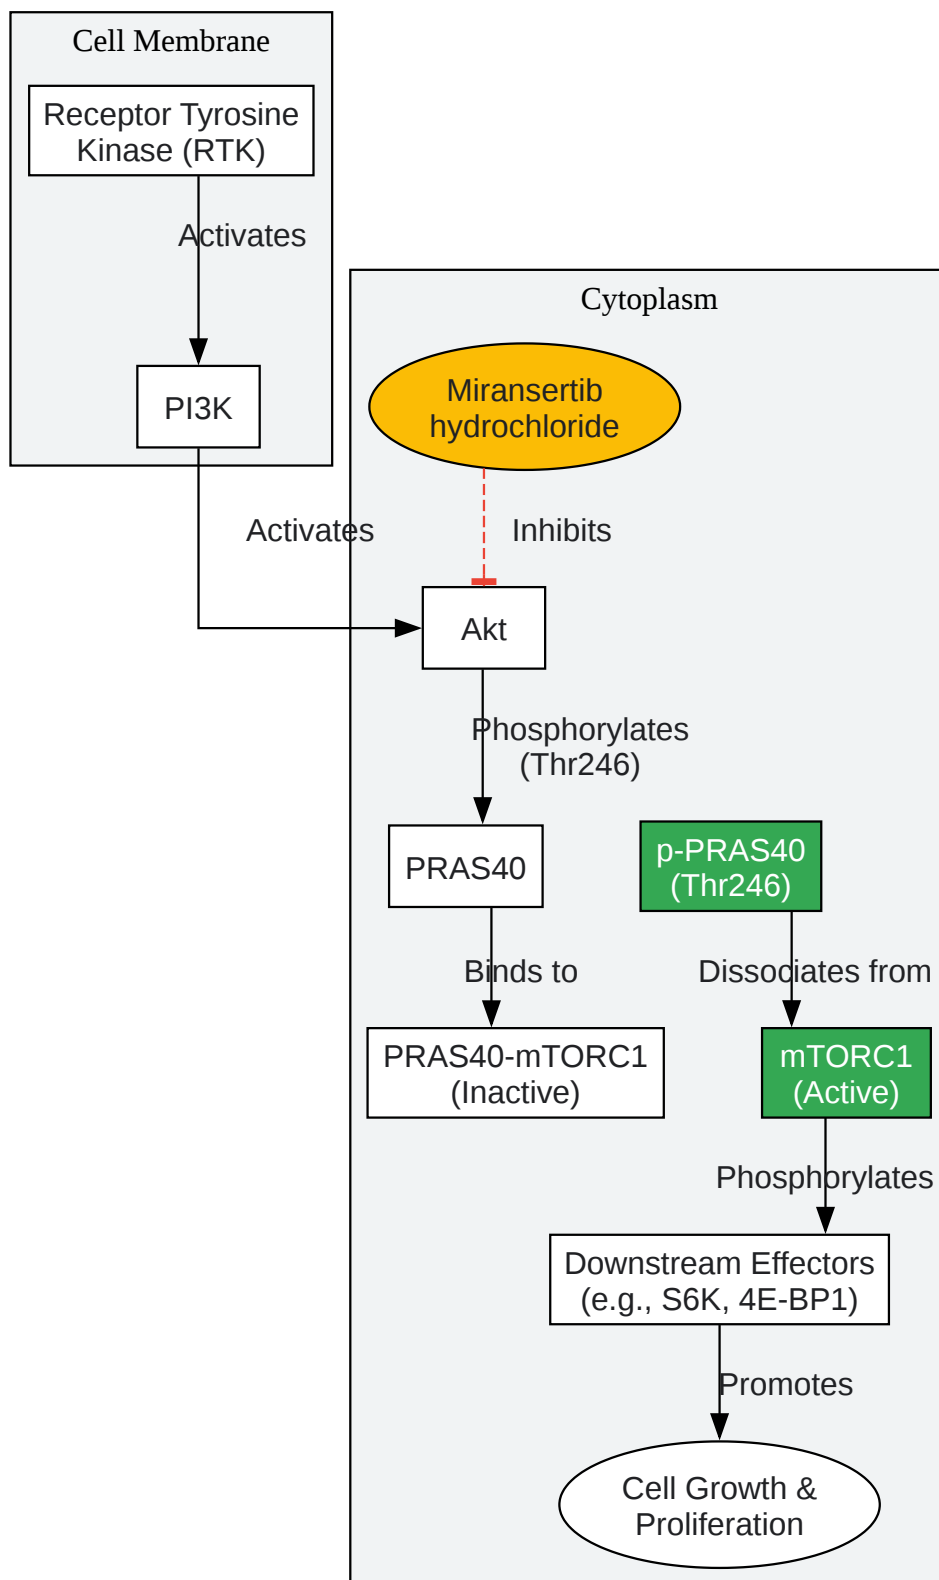 Cell Membrane
Receptor Tyrosine
Kinase (RTK)
Activates
PI3K
Cytoplasm
Miransertib
hydrochloride
Activates
Inhibits
Akt
Phosphorylates
(Thr246)
PRAS40
p-PRAS40
(Thr246)
Binds to
Dissociates from
PRAS40-mTORC1
(Inactive)
mTORC1
(Active)
Phosphorylates
Downstream Effectors
(e.g., S6K, 4E-BP1)
Promotes
Cell Growth &
Proliferation